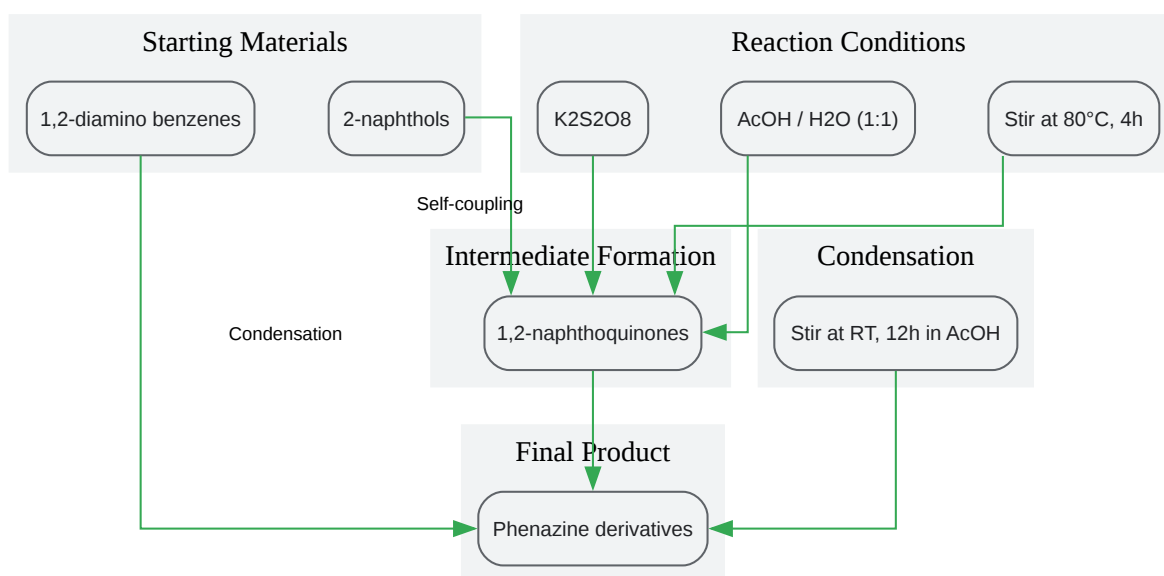 Starting Materials
Reaction Conditions
1,2-diamino benzenes
2-naphthols
K2S2O8
AcOH / H2O (1:1)
Stir at 80°C, 4h
Self-coupling
Intermediate Formation
Condensation
Condensation
1,2-naphthoquinones
Stir at RT, 12h in AcOH
Final Product
Phenazine derivatives